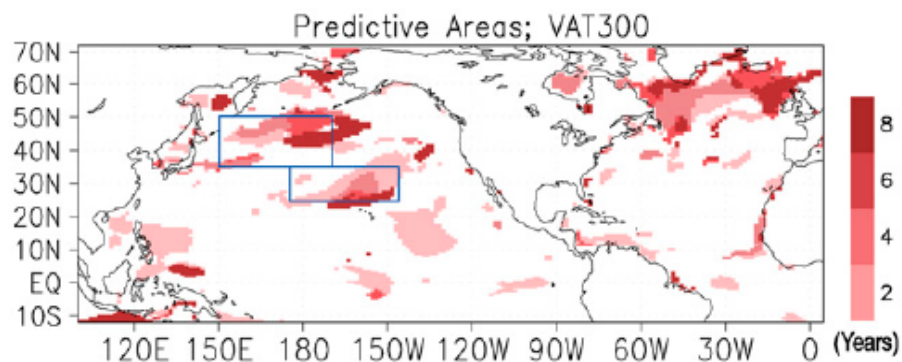 Predictive Areas; VAT300
70N
60N
50N
40N
30N
20N
10N
EQ
10S
120E 150E 180 150W 120W 90W 60W 30W 0
8
6
4
2
(Years)